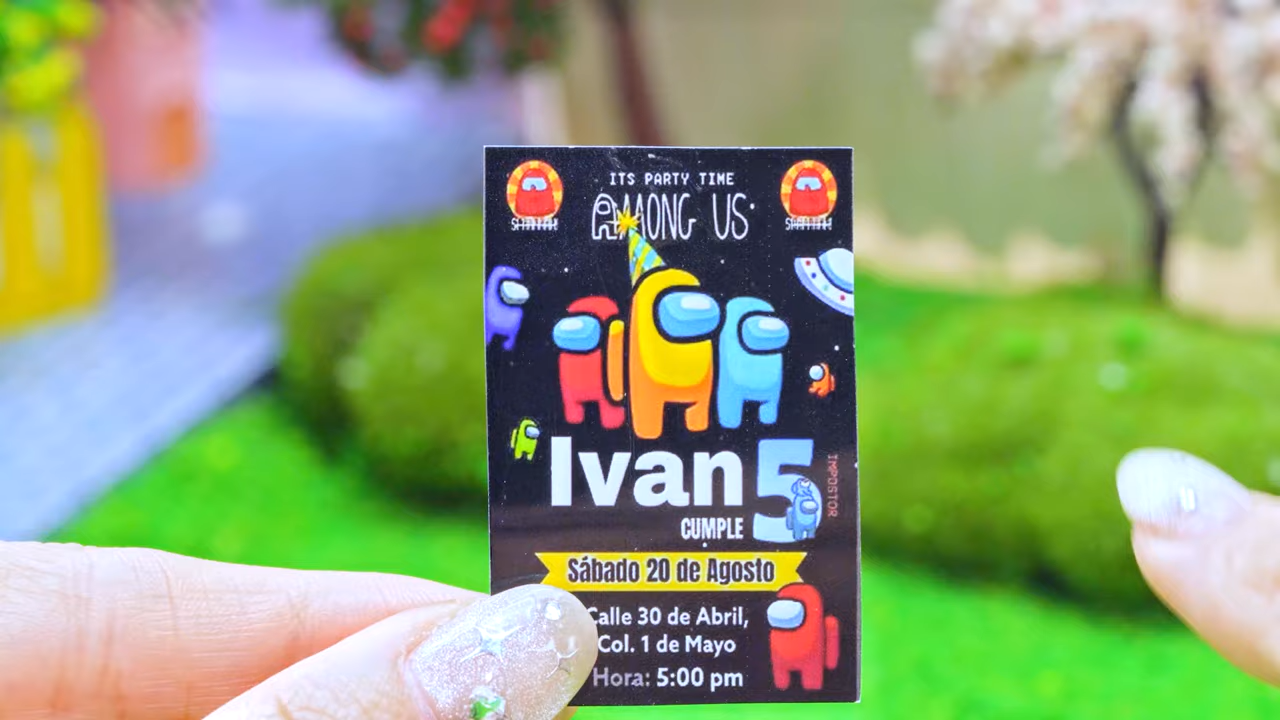 ITS PARTY TIME
AMONG US
Ivan 5
IMPOSTOR
CUMPLE
Sábado 20 de Agosto
Calle 30 de Abril,
Col. 1 de Mayo
Hora: 5:00 pm